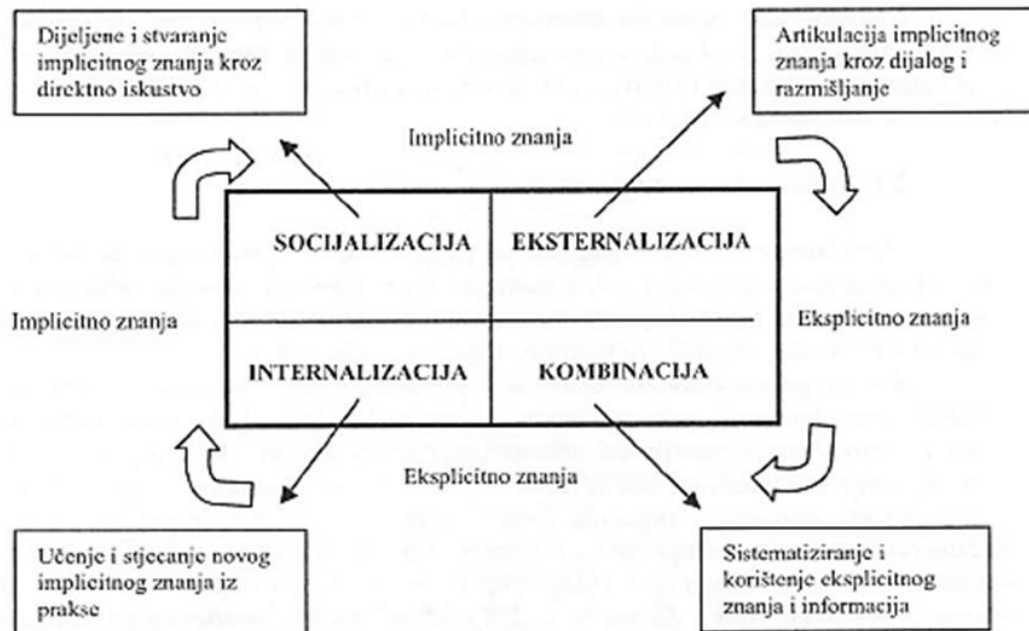 Dijeljene i stvaranje
implicitnog znanja kroz
direktno iskustvo
Artikulacija implicitnog
znanja kroz dijalog i
razmišljanje
Implicitno znanja
SOCIJALIZACIJA
EKSTERNALIZACIJA
Implicitno znanja
Eksplicitno znanja
INTERNALIZACIJA
KOMBINACIJA
Eksplicitno znanja
Učenje i stjecanje novog
implicitnog znanja iz
prakse
Sistematiziranje i
korištenje eksplicitnog
znanja i informacija